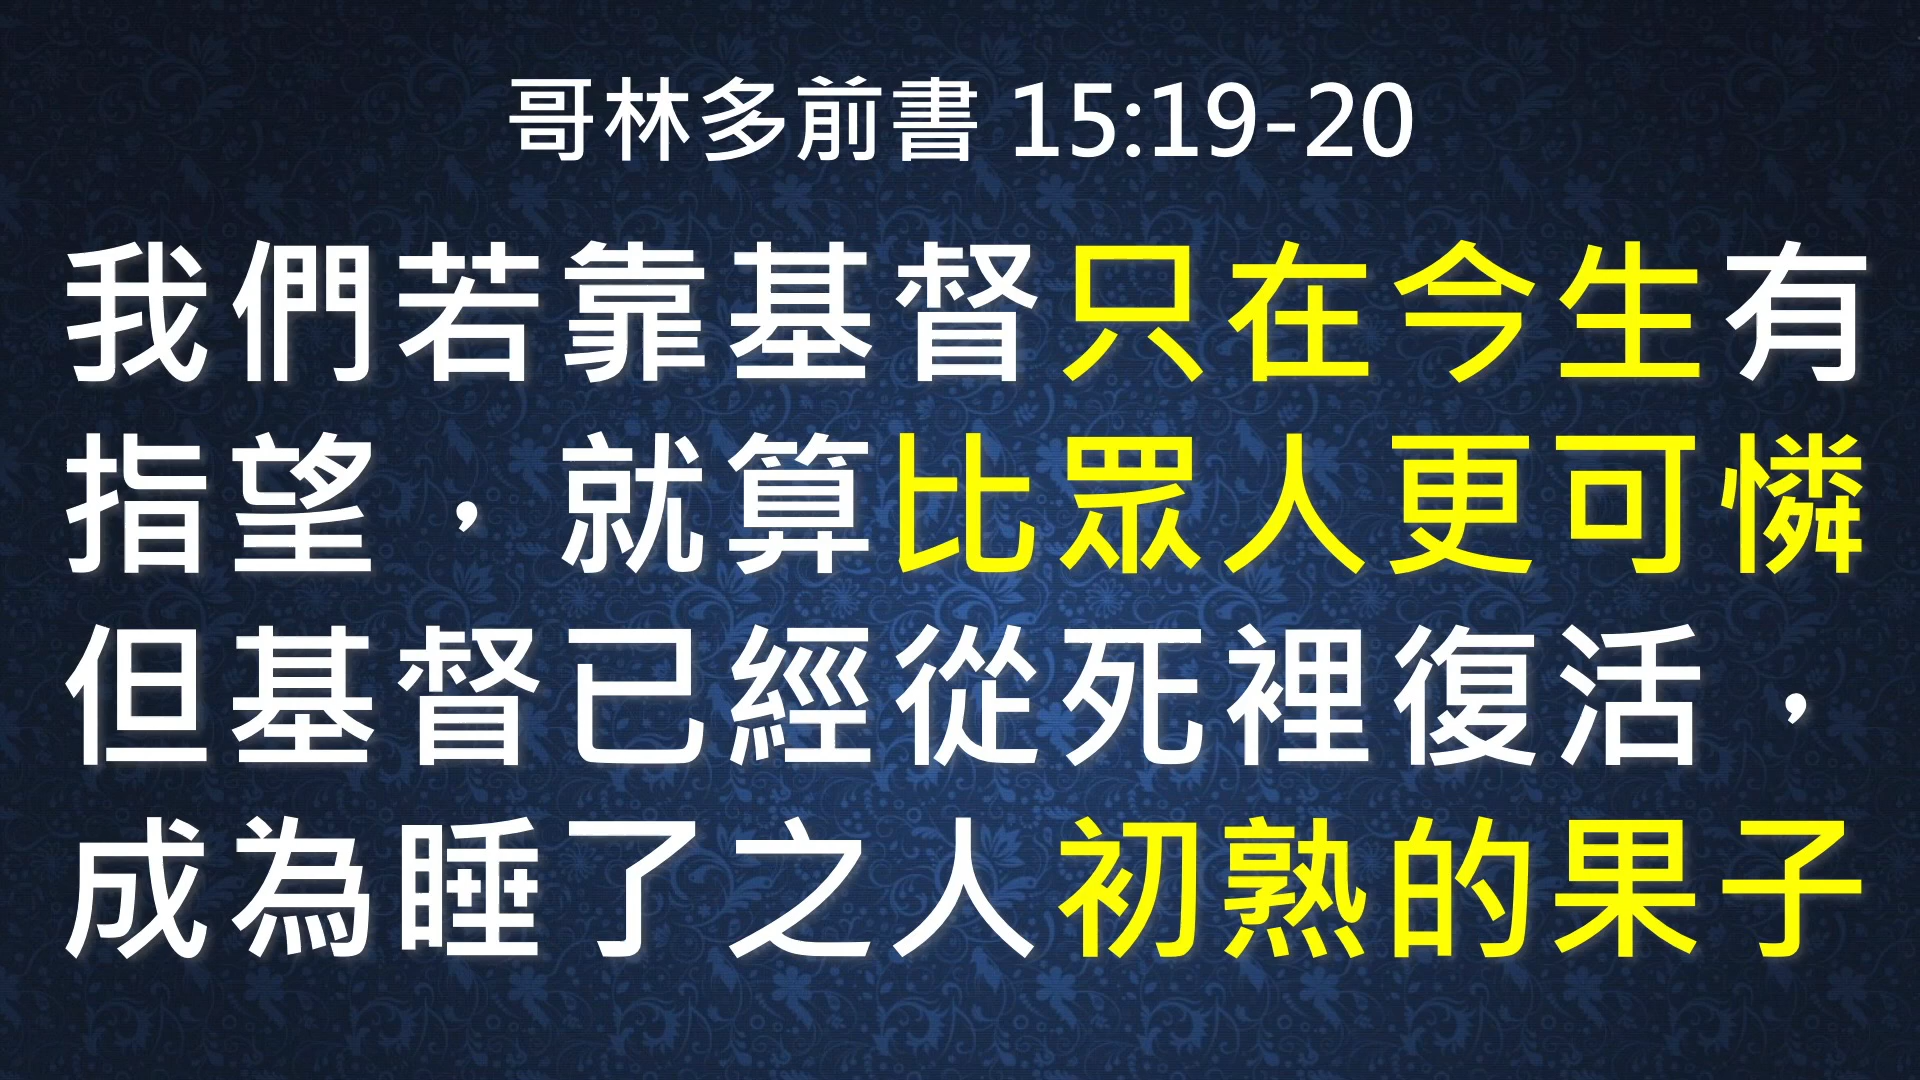 哥林多前書 15:19-20
我們若靠基督只在今生有
指望，就算比眾人更可憐
但基督已經從死裡復活，
成為睡了之人初熟的果子